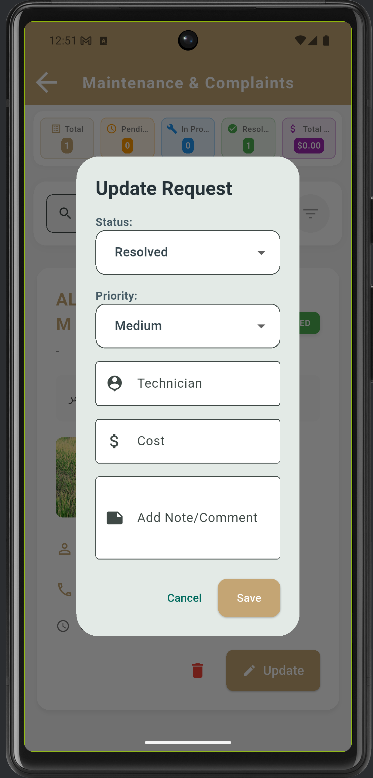 12:51
Maintenance & Complaints
Total
Pendi...
In Pro...
Resol...
Total ...
1
0
0
1
$0.00
Update Request
Status:
Resolved
Priority:
Medium
Technician
Cost
Add Note/Comment
Cancel
Save
AL
M
ED
-
Update